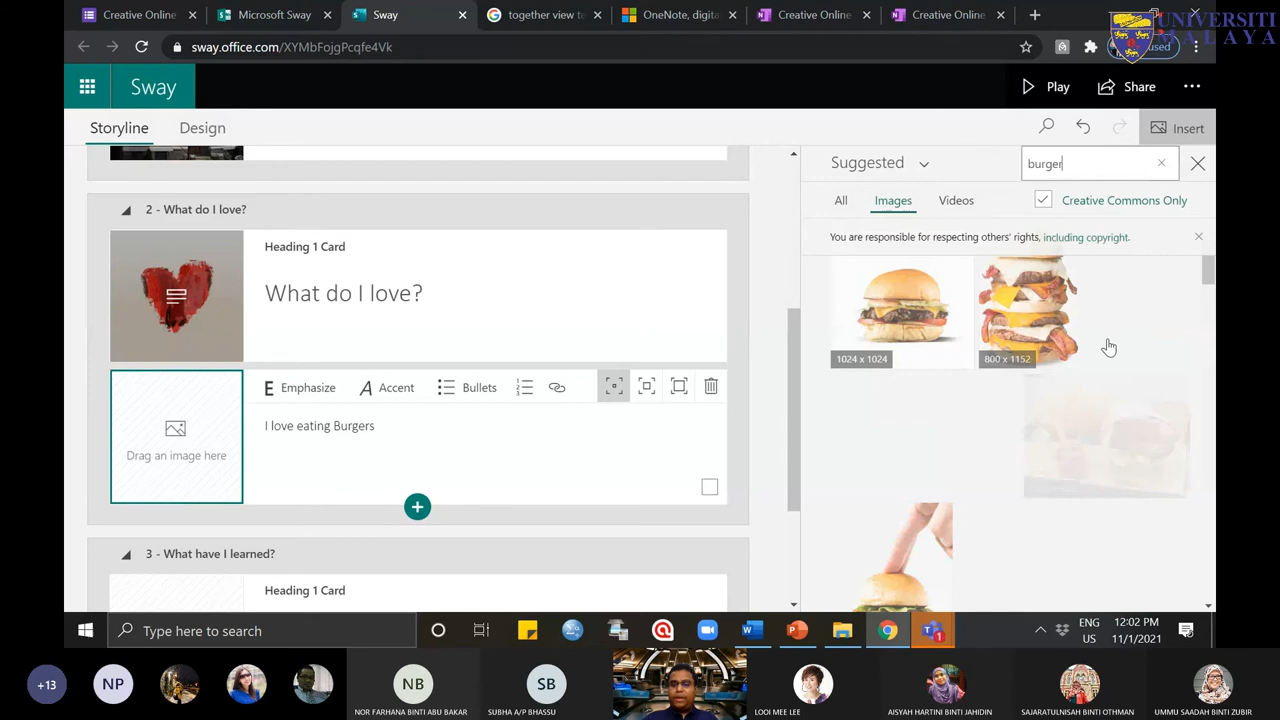 Creative Online
Microsoft Sway
Sway
together view te
OneNote, digita
Creative Online
Creative Online
UNIVERSITI
MALAYA
sway.office.com/XYMbFojgPcqfe4Vk
Sway
Play
Share
Storyline
Design
Insert
Suggested
burger
All
Images
Videos
Creative Commons Only
You are responsible for respecting others' rights, including copyright.
2 - What do I love?
Heading 1 Card
What do I love?
1024 x 1024
800 x 1152
E Emphasize
A Accent
Bullets
I love eating Burgers
Drag an image here
3 - What have I learned?
Heading 1 Card
Type here to search
ENG
US
12:02 PM
11/1/2021
+13
NP
NB
SB
NOR FARHANA BINTI ABU BAKAR
SUBHA A/P BHASSU
LOOI MEE LEE
AISYAH HARTINI BINTI JAHIDIN
SAJARATULNISAH BINTI OTHMAN
UMMU SAADAH BINTI ZUBIR